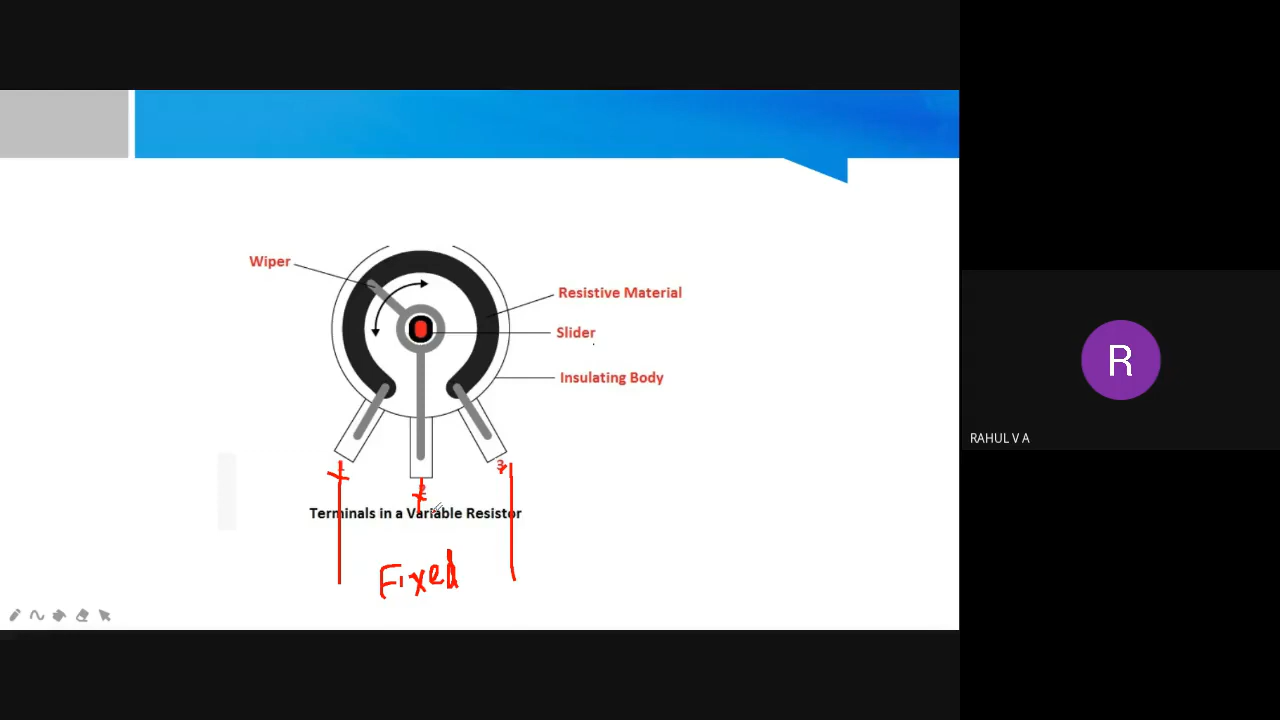 Wiper
Resistive Material
Slider
Insulating Body
1
2
3
Terminals in a Variable Resistor
Fixed
R
RAHUL V A